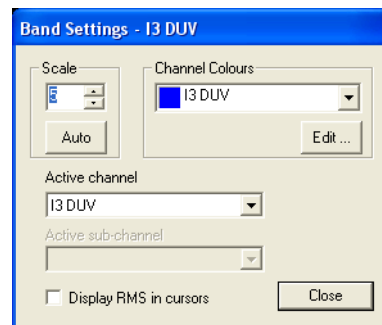 Band Settings - I3 DUV
Scale
5
Auto
Channel Colours
I3 DUV
Edit ...
Active channel
I3 DUV
Active sub-channel
Display RMS in cursors
Close